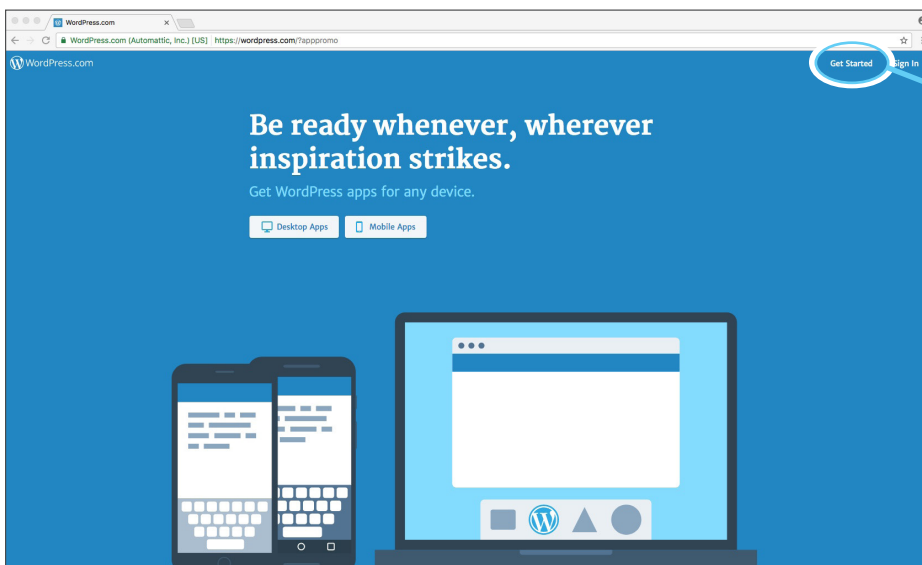 WordPress.com
WordPress.com (Automattic, Inc.) [US] https://wordpress.com/?apppromo
WordPress.com
Get Started Sign In
Be ready whenever, wherever
inspiration strikes.
Get WordPress apps for any device.
Desktop Apps Mobile Apps